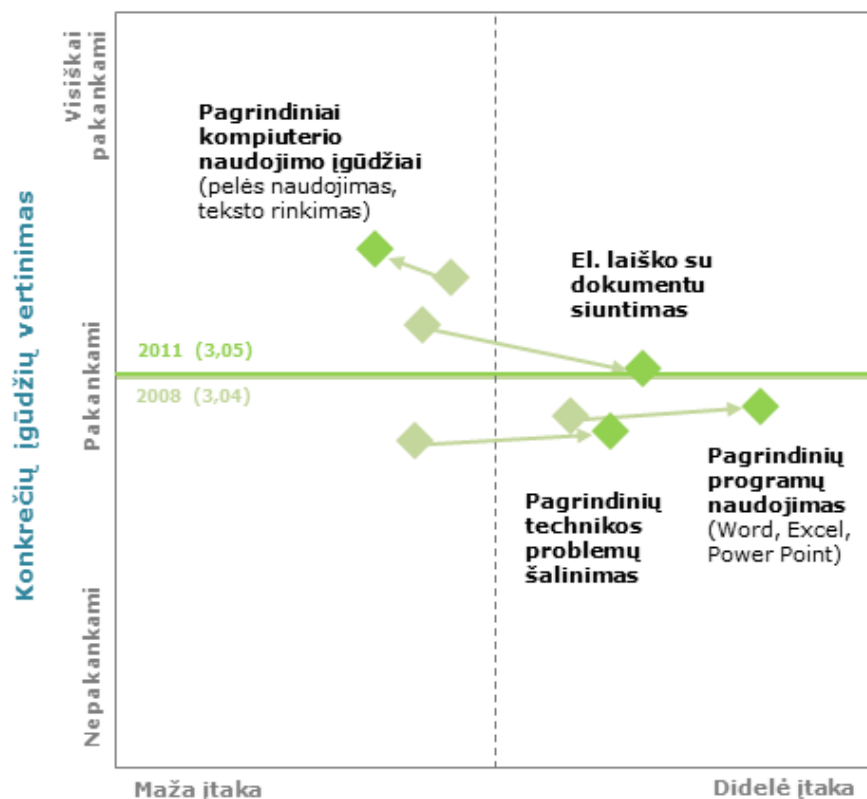 Konkrečių įgūdžių vertinimas
Visiškai
pakankami
Pakankami
Nepakankami
Pagrindiniai
kompiuterio
naudojimo įgūdžiai
(pelės naudojimas,
teksto rinkimas)
El. laiško su
dokumentu
siuntimas
2011 (3,05)
2008 (3,04)
Pagrindinių
technikos
problemų
šalinimas
Pagrindinių
programų
naudojimas
(Word, Excel,
Power Point)
Maža įtaka
Didelė įtaka